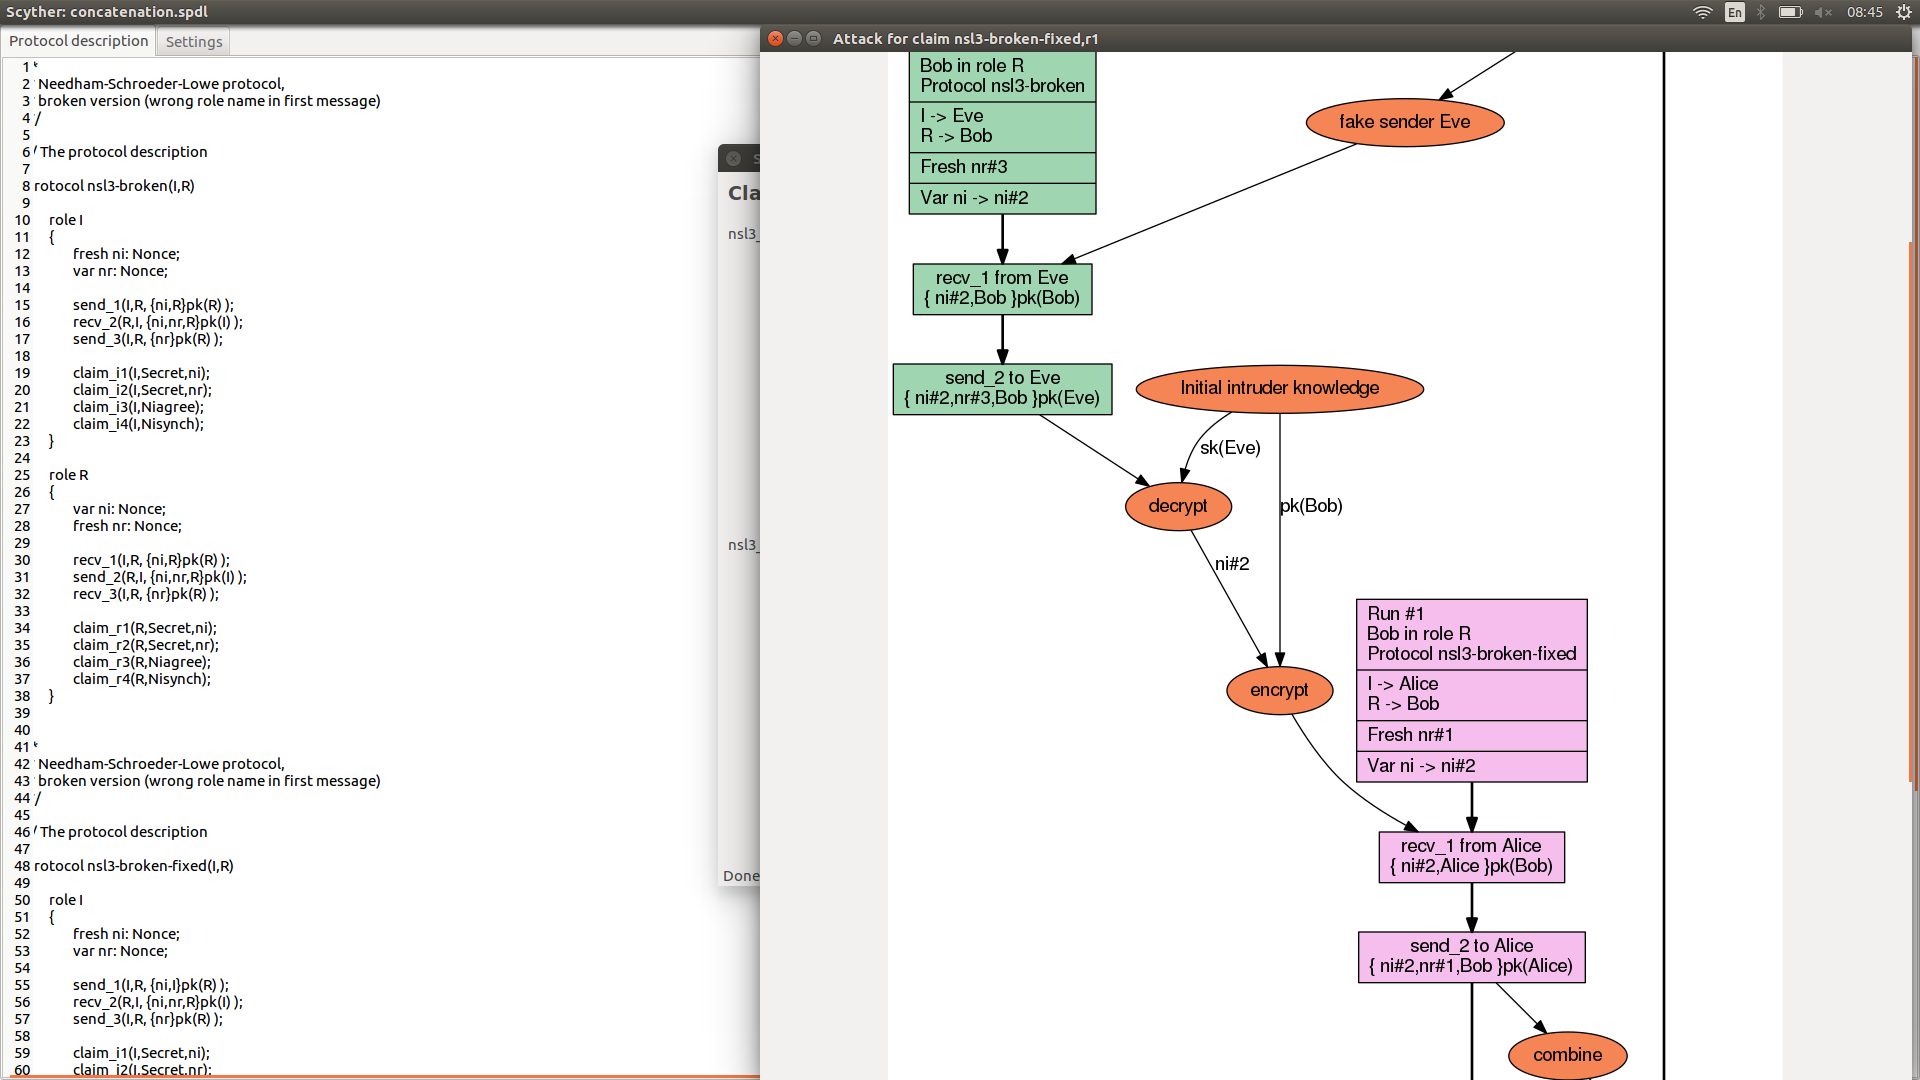 Scyther: concatenation.spdl
En
08:45
Protocol description
Settings
1 *
2 Needham-Schroeder-Lowe protocol,
3 broken version (wrong role name in first message)
4 /
5
6 / The protocol description
7
8 rotocol nsl3-broken(I,R)
9
10 role I
11 {
12 fresh ni: Nonce;
13 var nr: Nonce;
14
15 send_1(I,R, {ni,R}pk(R) );
16 recv_2(R,I, {ni,nr,R}pk(I) );
17 send_3(I,R, {nr}pk(R) );
18
19 claim_i1(I,Secret,ni);
20 claim_i2(I,Secret,nr);
21 claim_i3(I,Niagree);
22 claim_i4(I,Nisynch);
23 }
24
25 role R
26 {
27 var ni: Nonce;
28 fresh nr: Nonce;
29
30 recv_1(I,R, {ni,R}pk(R) );
31 send_2(R,I, {ni,nr,R}pk(I) );
32 recv_3(I,R, {nr}pk(R) );
33
34 claim_r1(R,Secret,ni);
35 claim_r2(R,Secret,nr);
36 claim_r3(R,Niagree);
37 claim_r4(R,Nisynch);
38 }
39
40
41 *
42 Needham-Schroeder-Lowe protocol,
43 broken version (wrong role name in first message)
44 /
45
46 / The protocol description
47
48 rotocol nsl3-broken-fixed(I,R)
49
50 role I
51 {
52 fresh ni: Nonce;
53 var nr: Nonce;
54
55 send_1(I,R, {ni,I}pk(R) );
56 recv_2(R,I, {ni,nr,R}pk(I) );
57 send_3(I,R, {nr}pk(R) );
58
59 claim_i1(I,Secret,ni);
60 claim_i2(I,Secret,nr);
S
Cla
nsl3_
nsl3_
Done
Attack for claim nsl3-broken-fixed,r1
Bob in role R
Protocol nsl3-broken
I -> Eve
R -> Bob
Fresh nr#3
Var ni -> ni#2
fake sender Eve
recv_1 from Eve
{ ni#2,Bob }pk(Bob)
send_2 to Eve
{ ni#2,nr#3,Bob }pk(Eve)
Initial intruder knowledge
sk(Eve)
decrypt
pk(Bob)
ni#2
encrypt
Run #1
Bob in role R
Protocol nsl3-broken-fixed
I -> Alice
R -> Bob
Fresh nr#1
Var ni -> ni#2
recv_1 from Alice
{ ni#2,Alice }pk(Bob)
send_2 to Alice
{ ni#2,nr#1,Bob }pk(Alice)
combine